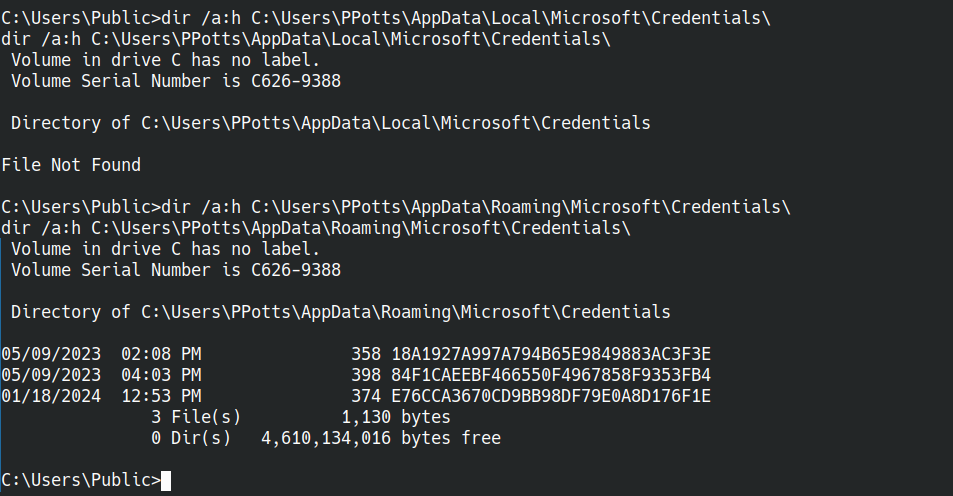 C:\Users\Public>dir /a:h C:\Users\PPotts\AppData\Local\Microsoft\Credentials\
dir /a:h C:\Users\PPotts\AppData\Local\Microsoft\Credentials\
 Volume in drive C has no label.
 Volume Serial Number is C626-9388

 Directory of C:\Users\PPotts\AppData\Local\Microsoft\Credentials

File Not Found

C:\Users\Public>dir /a:h C:\Users\PPotts\AppData\Roaming\Microsoft\Credentials\
dir /a:h C:\Users\PPotts\AppData\Roaming\Microsoft\Credentials\
 Volume in drive C has no label.
 Volume Serial Number is C626-9388

 Directory of C:\Users\PPotts\AppData\Roaming\Microsoft\Credentials

05/09/2023  02:08 PM               358 18A1927A997A794B65E9849883AC3F3E
05/09/2023  04:03 PM               398 84F1CAEEBF466550F4967858F9353FB4
01/18/2024  12:53 PM               374 E76CCA3670CD9BB98DF79E0A8D176F1E
               3 File(s)          1,130 bytes
               0 Dir(s)   4,610,134,016 bytes free

C:\Users\Public>